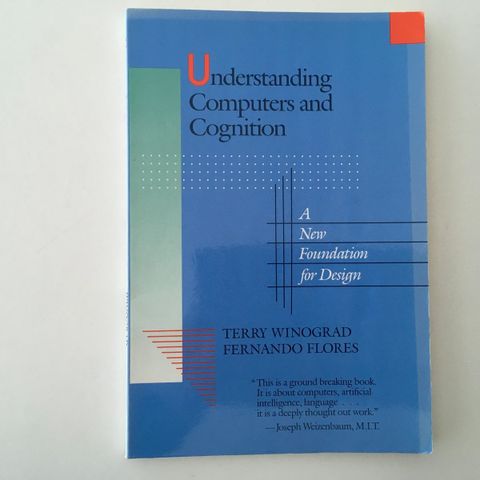 Understanding
Computers and
Cognition
A
New
Foundation
for Design
TERRY WINOGRAD
FERNANDO FLORES
“This is a ground breaking book.
It is about computers, artificial
intelligence, language . . . .
it is a deeply thought out work.”
—Joseph Weizenbaum, M.I.T.